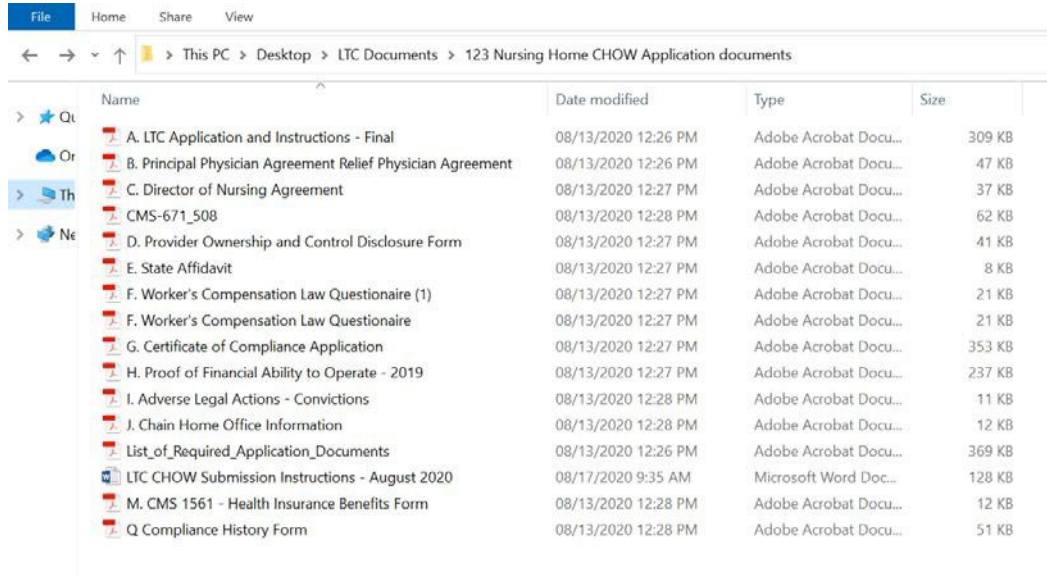 File Home Share View
This PC > Desktop > LTC Documents > 123 Nursing Home CHOW Application documents
Name Date modified Type Size
A. LTC Application and Instructions - Final 08/13/2020 12:26 PM Adobe Acrobat Docu... 309 KB
B. Principal Physician Agreement Relief Physician Agreement 08/13/2020 12:26 PM Adobe Acrobat Docu... 47 KB
C. Director of Nursing Agreement 08/13/2020 12:27 PM Adobe Acrobat Docu... 37 KB
CMS-671_508 08/13/2020 12:28 PM Adobe Acrobat Docu... 62 KB
D. Provider Ownership and Control Disclosure Form 08/13/2020 12:27 PM Adobe Acrobat Docu... 41 KB
E. State Affidavit 08/13/2020 12:27 PM Adobe Acrobat Docu... 8 KB
F. Worker's Compensation Law Questionaire (1) 08/13/2020 12:27 PM Adobe Acrobat Docu... 21 KB
F. Worker's Compensation Law Questionaire 08/13/2020 12:27 PM Adobe Acrobat Docu... 21 KB
G. Certificate of Compliance Application 08/13/2020 12:27 PM Adobe Acrobat Docu... 353 KB
H. Proof of Financial Ability to Operate - 2019 08/13/2020 12:27 PM Adobe Acrobat Docu... 237 KB
I. Adverse Legal Actions - Convictions 08/13/2020 12:28 PM Adobe Acrobat Docu... 11 KB
J. Chain Home Office Information 08/13/2020 12:28 PM Adobe Acrobat Docu... 12 KB
List_of_Required_Application_Documents 08/13/2020 12:26 PM Adobe Acrobat Docu... 369 KB
LTC CHOW Submission Instructions - August 2020 08/17/2020 9:35 AM Microsoft Word Doc... 128 KB
M. CMS 1561 - Health Insurance Benefits Form 08/13/2020 12:28 PM Adobe Acrobat Docu... 12 KB
Q Compliance History Form 08/13/2020 12:28 PM Adobe Acrobat Docu... 51 KB
Qu
Or
Th
Ne